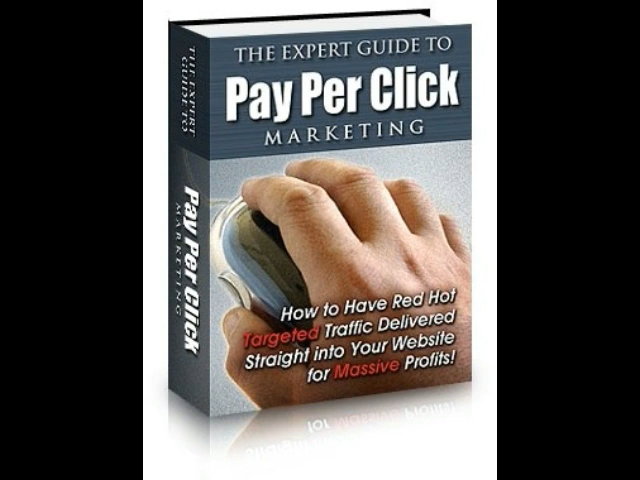 THE EXPERT GUIDE TO
Pay Per Click
MARKETING
How to Have Red Hot
Targeted Traffic Delivered
Straight into Your Website
for Massive Profits!
THE EXPERT
GUIDE TO
Pay Per Click
MARKETING